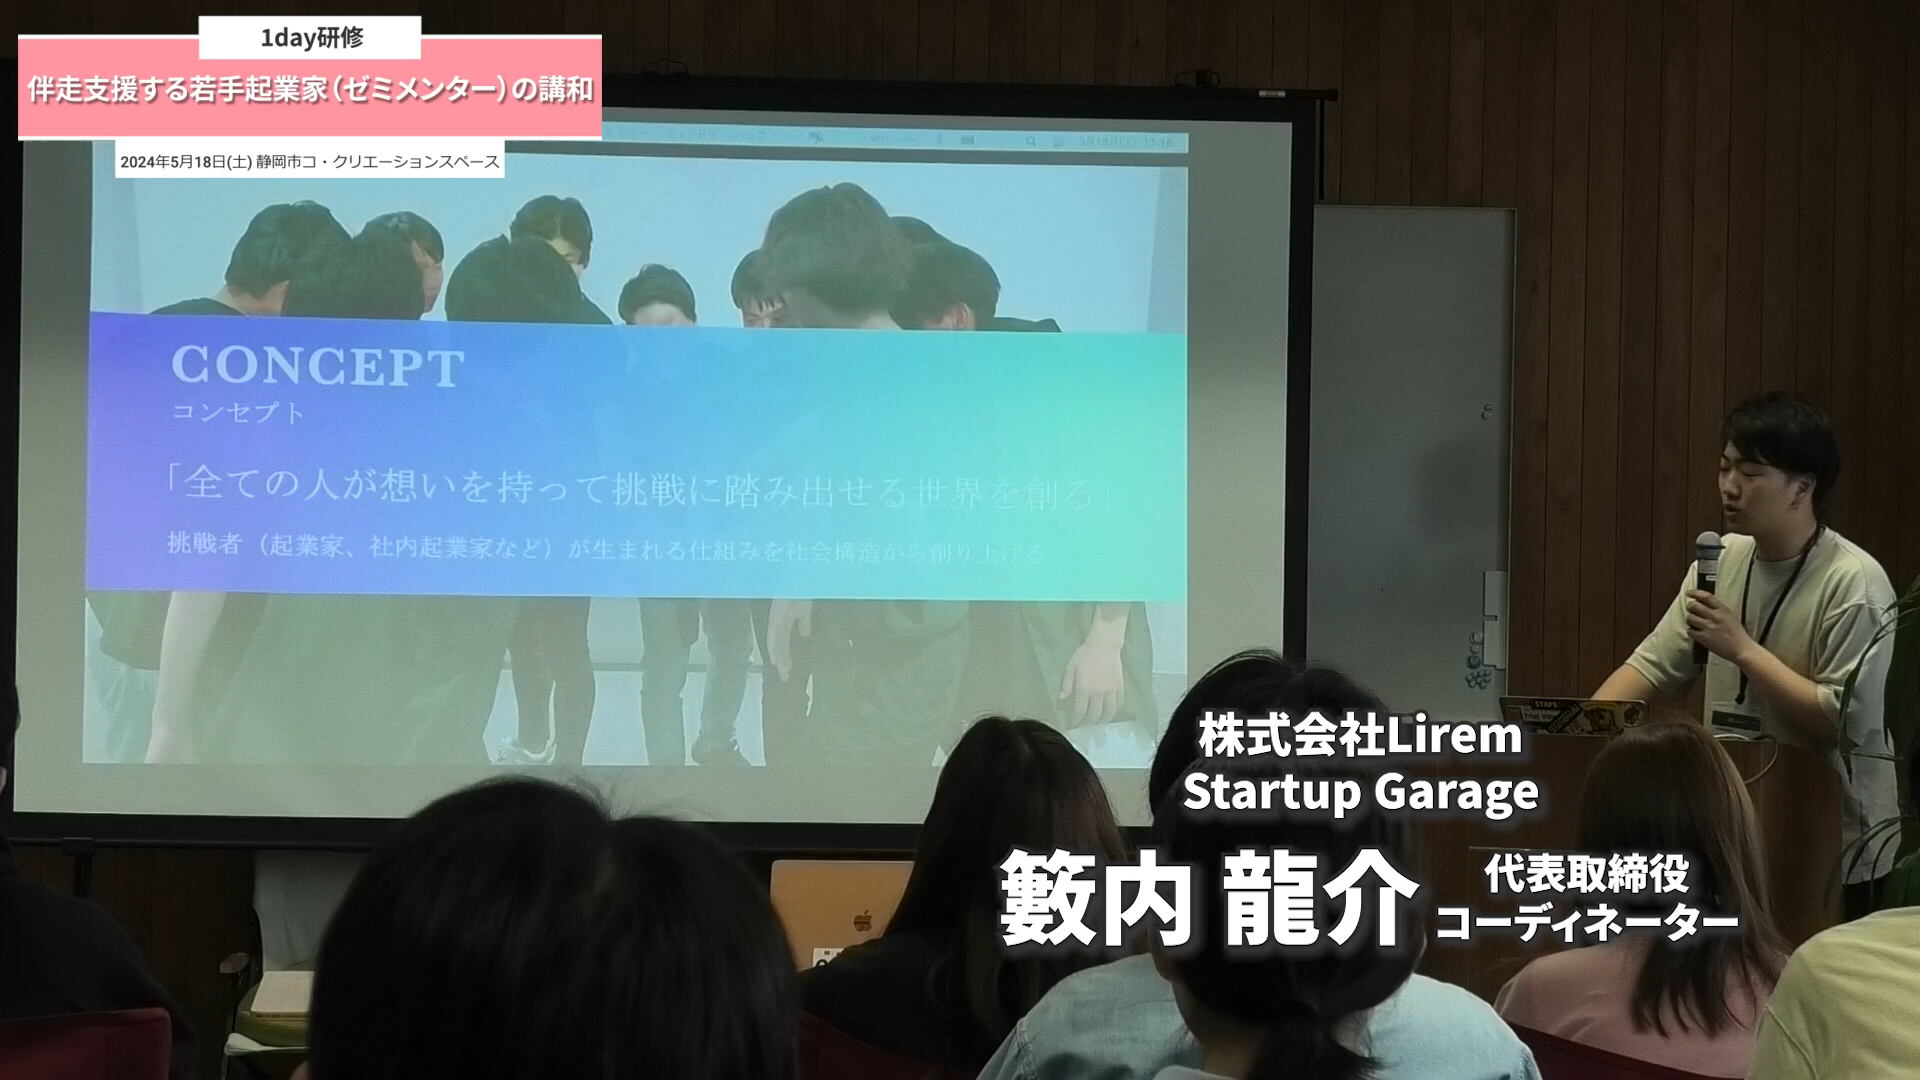 1day研修
伴走支援する若手起業家（ゼミメンター）の講和
2024年5月18日(土) 静岡市コ・クリエーションスペース
CONCEPT
コンセプト
「全ての人が想いを持って挑戦に踏み出せる世界を創る」
挑戦者（起業家、社内起業家など）が生まれる仕組みを社会構造から創り上げる
株式会社Lirem
Startup Garage
籔内 龍介
代表取締役
コーディネーター